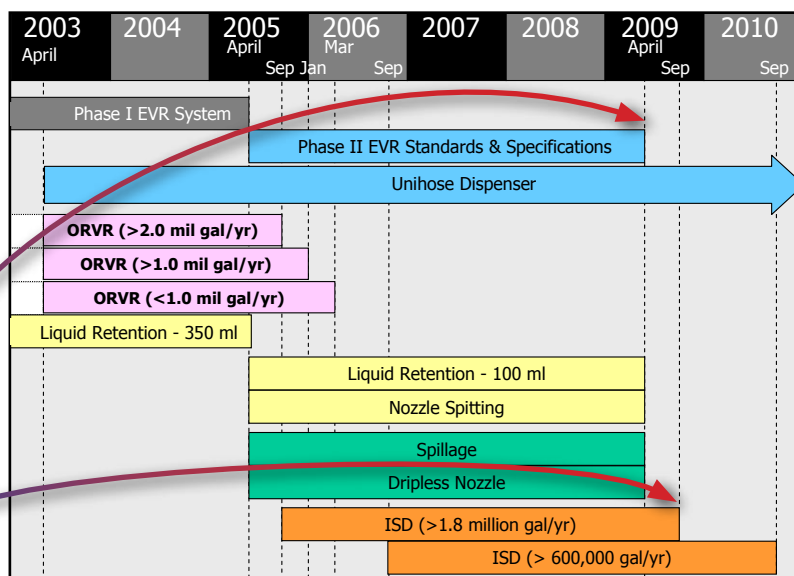 2003 2004 2005 2006 2007 2008 2009 2010
April April Mar April
Sep Jan Sep Sep Sep
Phase I EVR System
Phase II EVR Standards & Specifications
Unihose Dispenser
ORVR (>2.0 mil gal/yr)
ORVR (>1.0 mil gal/yr)
ORVR (<1.0 mil gal/yr)
Liquid Retention - 350 ml
Liquid Retention - 100 ml
Nozzle Spitting
Spillage
Dripless Nozzle
ISD (>1.8 million gal/yr)
ISD (> 600,000 gal/yr)